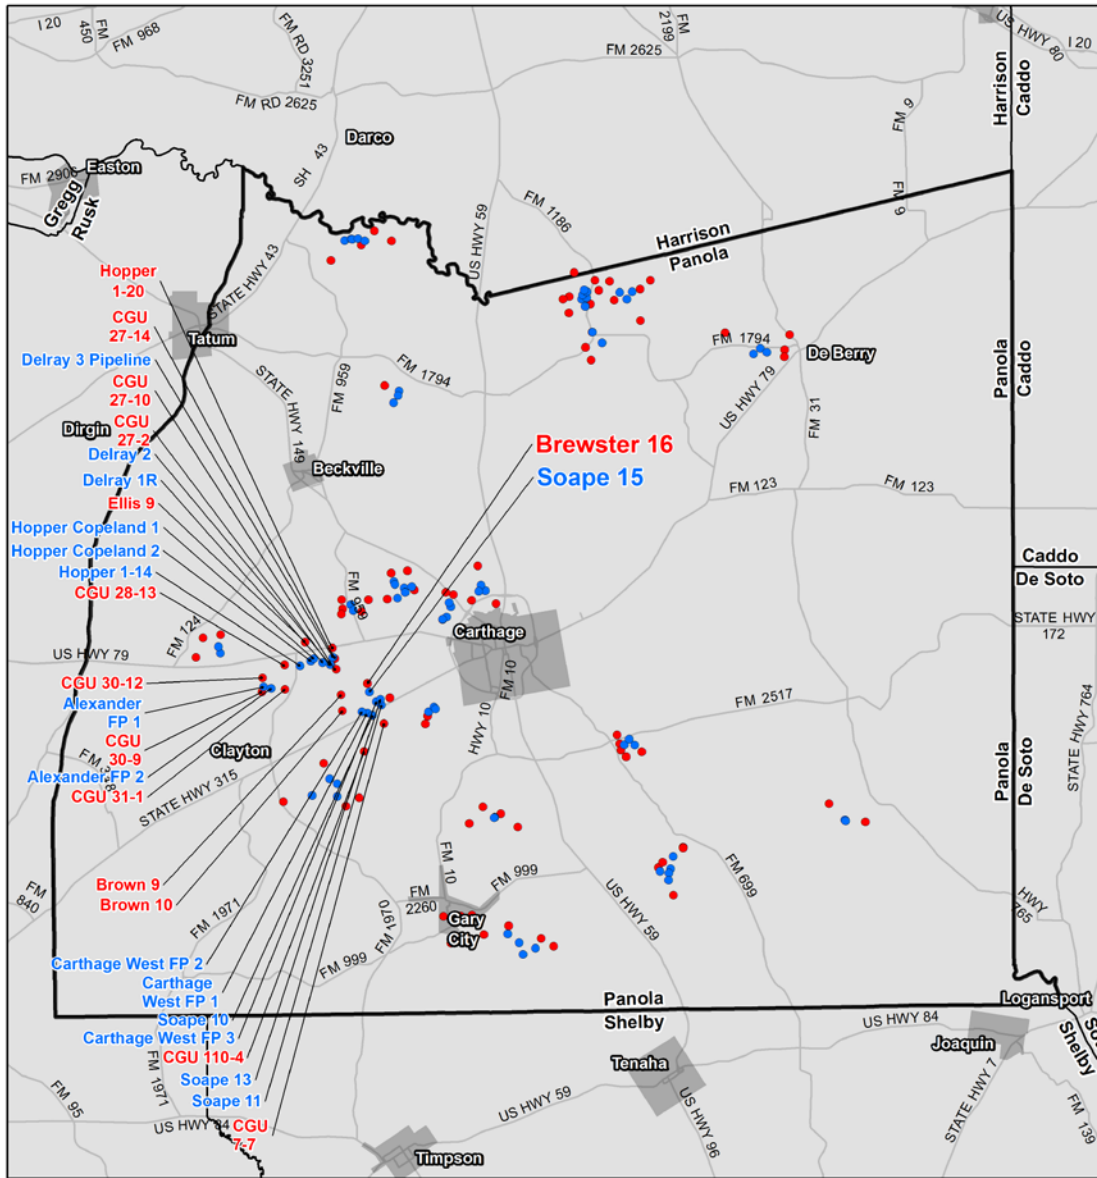 I 20
FM
450
FM 968
FM RD 3251
FM
2199
FM 2625
US HWY 80
I 20
FM RD 2625
Harrison
Caddo
FM 9
Darco
SH 43
Easton
FM 2906
Gregg
Rusk
FM 1186
US HWY 59
FM 9
Harrison
Panola
Hopper
1-20
STATE HWY 43
CGU
27-14
Tatum
Delray 3 Pipeline
FM 1794
De Berry
Panola
Caddo
CGU
27-10
FM 959
FM 1794
US HWY 79
FM 31
STATE HWY 149
CGU
27-2
Dirgin
Delray 2
Brewster 16
Beckville
Delray 1R
Soape 15
FM 123
FM 123
Ellis 9
Hopper Copeland 1
Hopper Copeland 2
Caddo
De Soto
Hopper 1-14
CGU 28-13
FM 959
FM 124
Carthage
STATE HWY
172
US HWY 79
FM 10
CGU 30-12
FM 2517
Alexander
FP 1
HWY 10
STATE HWY 764
CGU
30-9
Clayton
Panola
De Soto
Alexander FP 2
STATE HWY 315
CGU 31-1
FM 699
FM 10
FM 999
Brown 9
FM
840
FM
2260
Brown 10
HWY
765
FM 1971
FM 1970
Gary
City
US HWY 59
Carthage West FP 2
FM 999
Carthage
West FP 1
Panola
Shelby
Logansport
Soape 10
US HWY 84
Carthage West FP 3
Joaquin
Shelby
CGU 110-4
Tenaha
FM 1971
Soape 13
STATE HWY 7
FM 95
Soape 11
US HWY 59
US HWY 84
CGU
7-7
US HWY 96
FM 139
Timpson